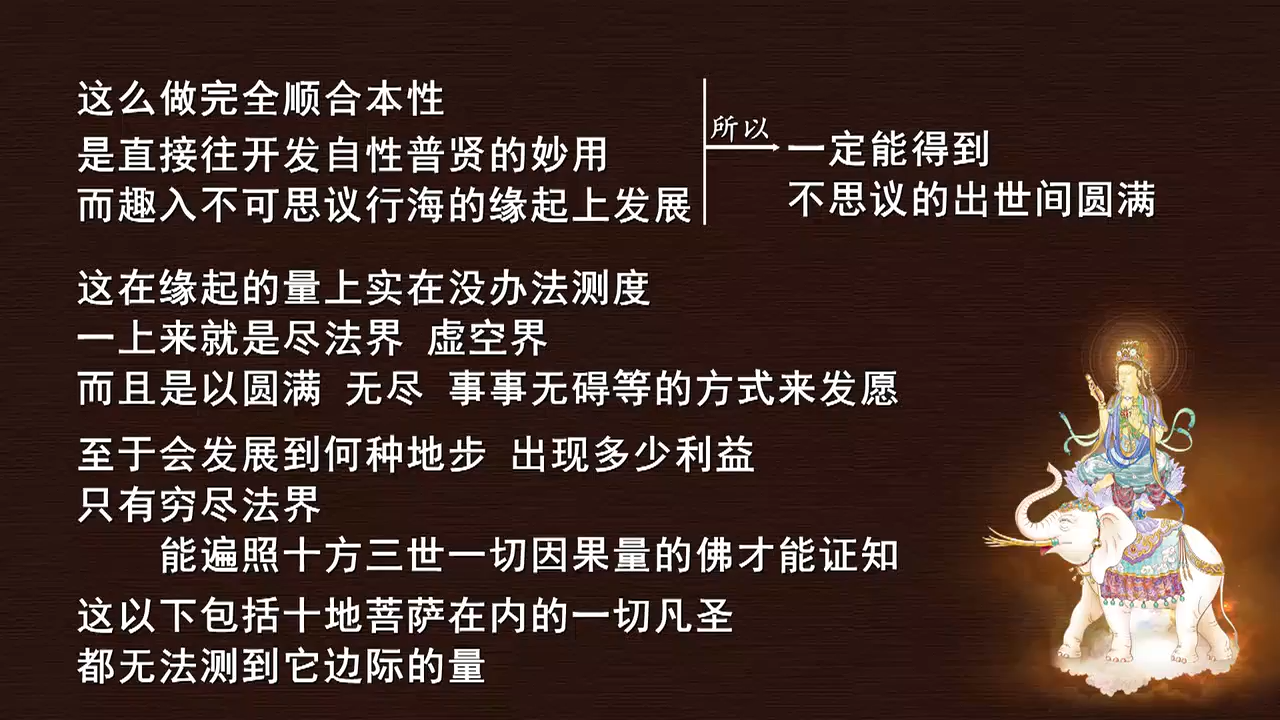 这么做完全顺合本性
是直接往开发自性普贤的妙用
而趣入不可思议行海的缘起上发展
所以
一定能得到
不思议的出世间圆满
这在缘起的量上实在没办法测度
一上来就是尽法界 虚空界
而且是以圆满 无尽 事事无碍等的方式来发愿
至于会发展到何种地步 出现多少利益
只有穷尽法界
能遍照十方三世一切因果量的佛才能证知
这以下包括十地菩萨在内的一切凡圣
都无法测到它边际的量